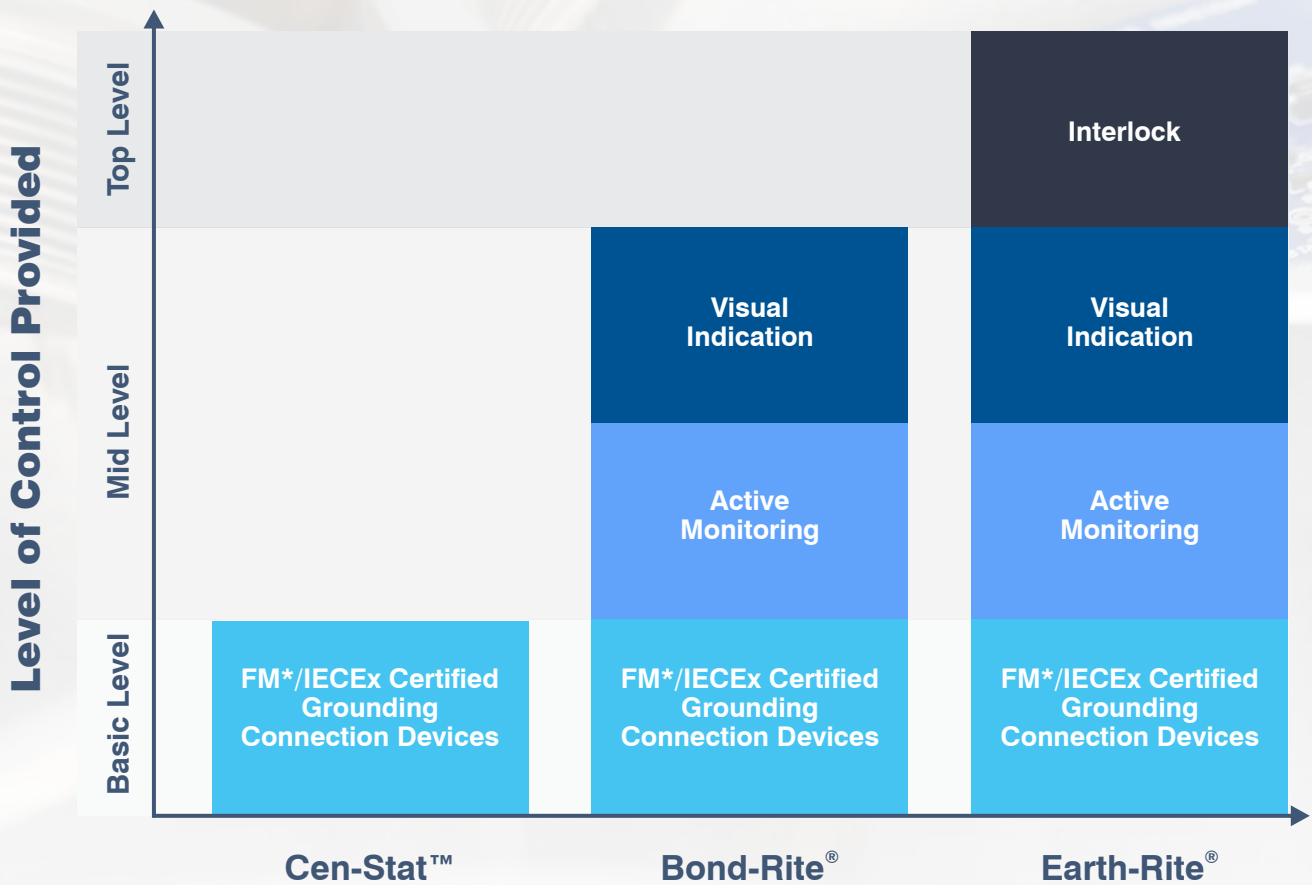 Level of Control Provided
Top Level
Mid Level
Basic Level
Interlock
Visual
Indication
Visual
Indication
Active
Monitoring
Active
Monitoring
FM*/IECEx Certified
Grounding
Connection Devices
FM*/IECEx Certified
Grounding
Connection Devices
FM*/IECEx Certified
Grounding
Connection Devices
Cen-Stat™
Bond-Rite®
Earth-Rite®